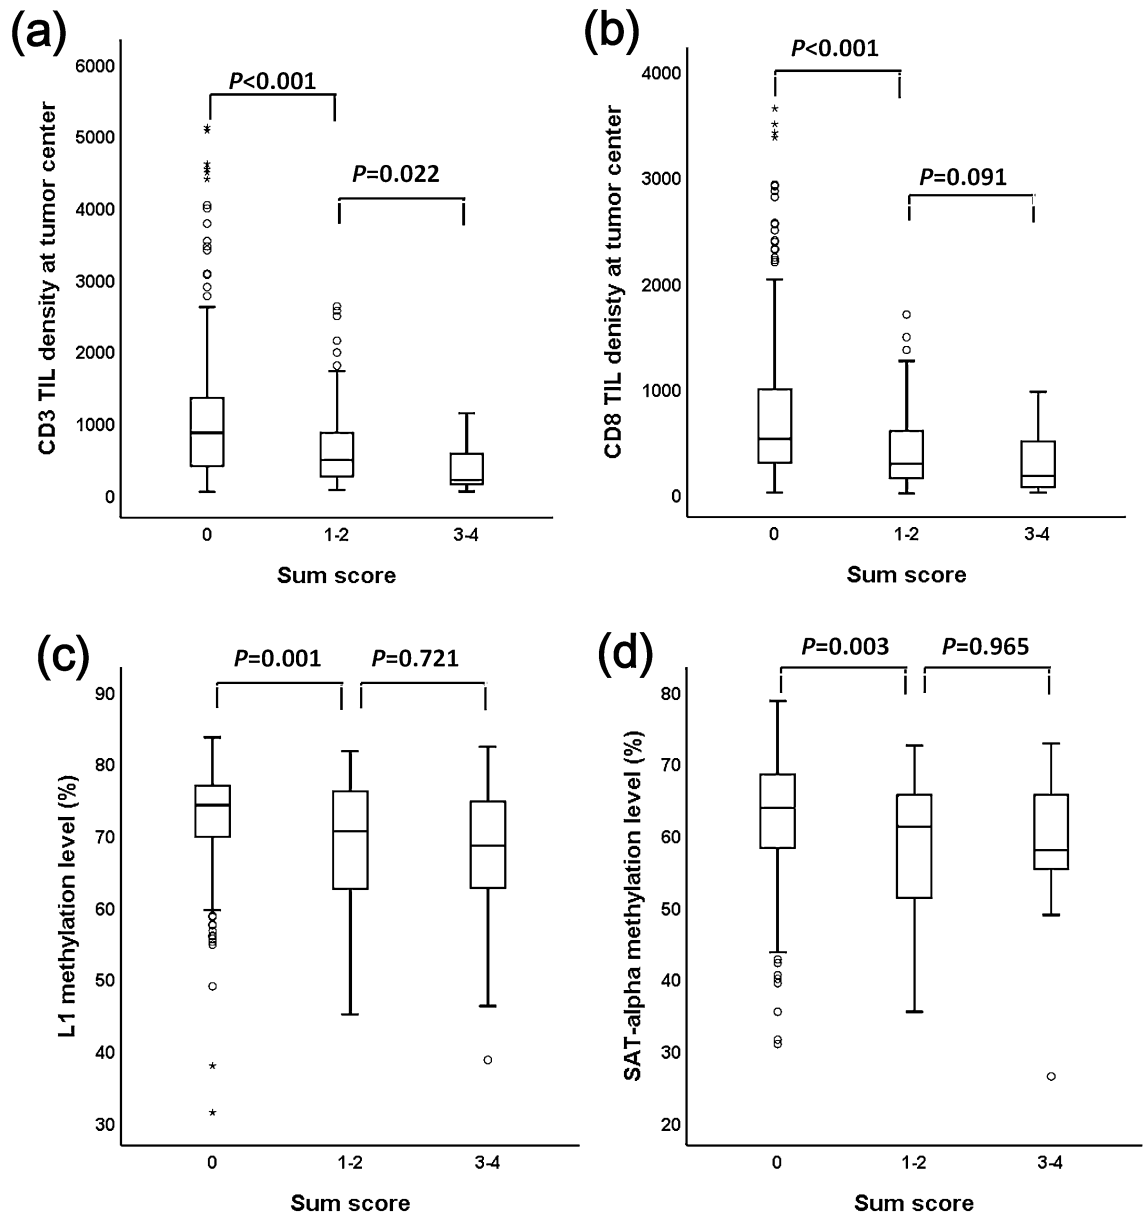 (a)
P<0.001
P=0.022
CD3 TIL density at tumor center
6000
5000
4000
3000
2000
1000
0
0 1-2 3-4
Sum score
(b)
P<0.001
P=0.091
CD8 TIL denisty at tumor center
4000
3000
2000
1000
0
0 1-2 3-4
Sum score
(c)
P=0.001 P=0.721
L1 methylation level (%)
90
80
70
60
50
40
30
0 1-2 3-4
Sum score
(d)
P=0.003 P=0.965
SAT-alpha methylation level (%)
80
70
60
50
40
30
20
0 1-2 3-4
Sum score